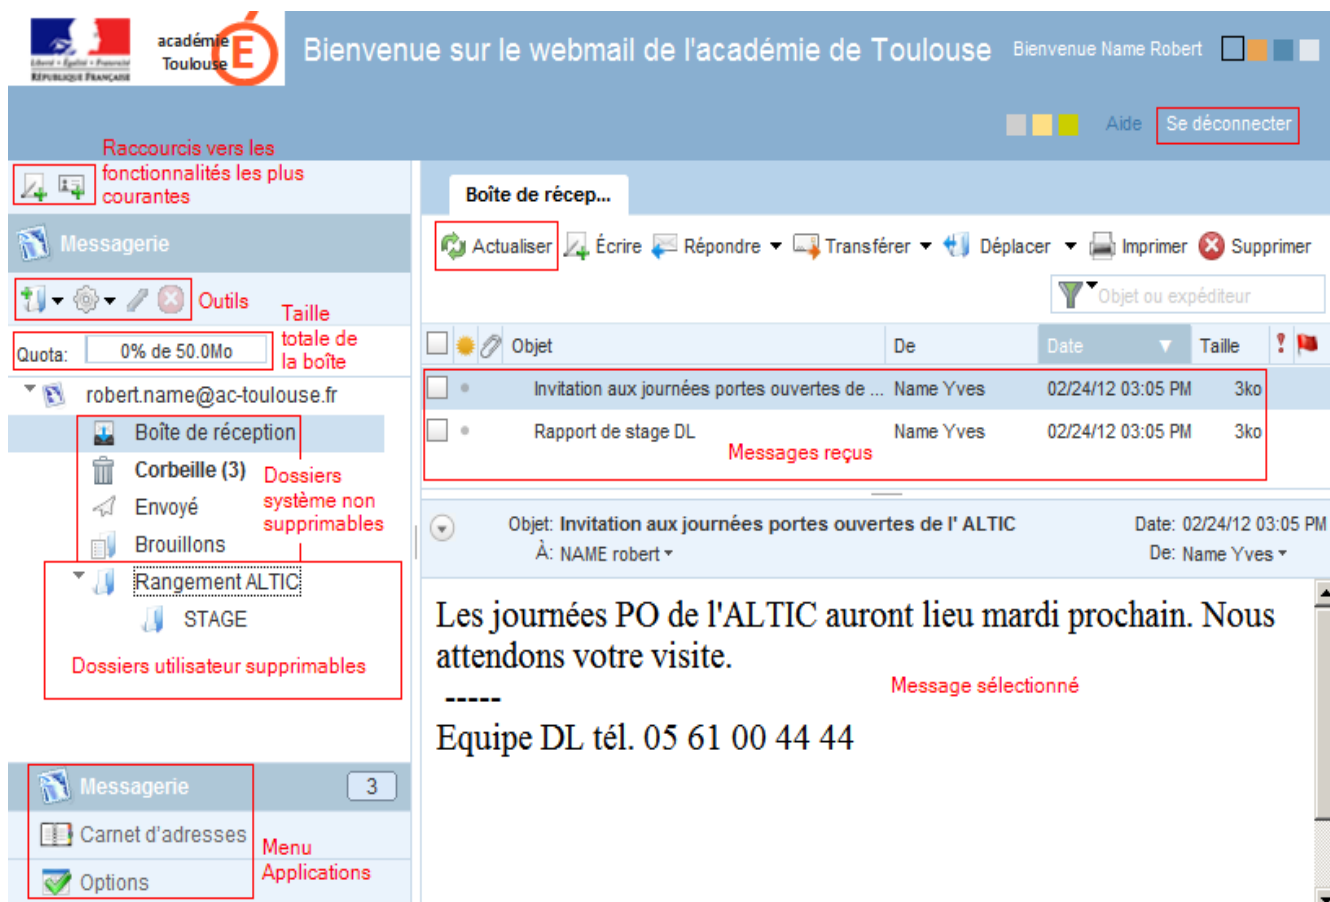 académie
Toulouse
Bienvenue sur le webmail de l'académie de Toulouse
Bienvenue Name Robert
Liberté • Égalité • Fraternité
RÉPUBLIQUE FRANÇAISE
Aide
Se déconnecter
Raccourcis vers les
fonctionnalités les plus
courantes
Boîte de récep...
Messagerie
Actualiser
Écrire
Répondre
Transférer
Déplacer
Imprimer
Supprimer
Outils
Objet ou expéditeur
Taille
totale de
la boîte
Quota:
0% de 50.0Mo
Objet
De
Date
Taille
robert.name@ac-toulouse.fr
Invitation aux journées portes ouvertes de ...
Name Yves
02/24/12 03:05 PM
3ko
Boîte de réception
Rapport de stage DL
Name Yves
02/24/12 03:05 PM
3ko
Messages reçus
Corbeille (3)
Envoyé
Brouillons
Dossiers
système non
supprimables
Rangement ALTIC
STAGE
Dossiers utilisateur supprimables
Objet: Invitation aux journées portes ouvertes de l' ALTIC
Date: 02/24/12 03:05 PM
À: NAME robert
De: Name Yves
Les journées PO de l'ALTIC auront lieu mardi prochain. Nous
attendons votre visite.
-----
Message sélectionné
Equipe DL tél. 05 61 00 44 44
Messagerie
3
Carnet d'adresses
Options
Menu
Applications